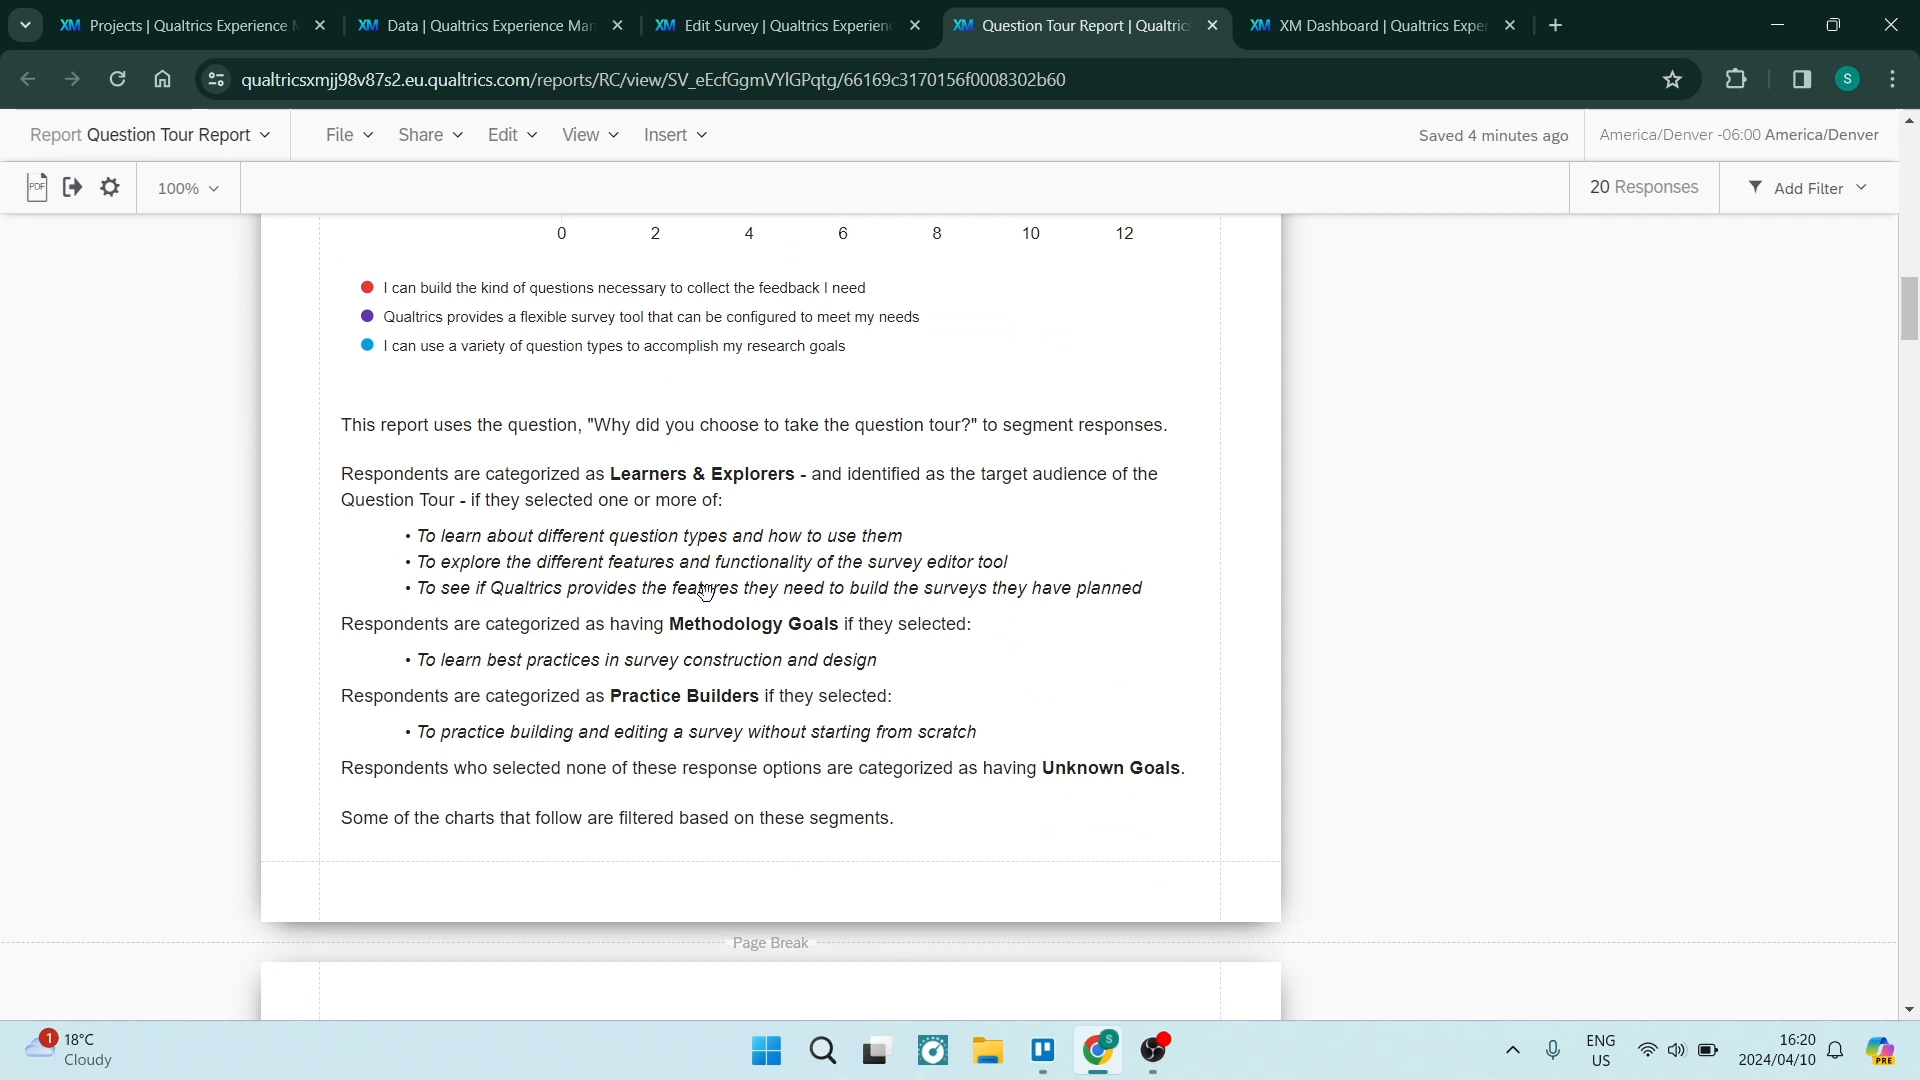 Projects | Qualtrics Experience M
Data | Qualtrics Experience Man
Edit Survey | Qualtrics Experienc
Question Tour Report | Qualtric
XM Dashboard | Qualtrics Exper
qualtricsxmjj98v87s2.eu.qualtrics.com/reports/RC/view/SV_eEcfGgmVYlGPqtg/66169c3170156f0008302b60
S
Report Question Tour Report
File
Share
Edit
View
Insert
Saved 4 minutes ago
America/Denver -06:00 America/Denver
PDF
100%
20 Responses
Add Filter
0 2 4 6 8 10 12
I can build the kind of questions necessary to collect the feedback I need
Qualtrics provides a flexible survey tool that can be configured to meet my needs
I can use a variety of question types to accomplish my research goals
This report uses the question, "Why did you choose to take the question tour?" to segment responses.
Respondents are categorized as Learners & Explorers - and identified as the target audience of the
Question Tour - if they selected one or more of:
• To learn about different question types and how to use them
• To explore the different features and functionality of the survey editor tool
• To see if Qualtrics provides the features they need to build the surveys they have planned
Respondents are categorized as having Methodology Goals if they selected:
• To learn best practices in survey construction and design
Respondents are categorized as Practice Builders if they selected:
• To practice building and editing a survey without starting from scratch
Respondents who selected none of these response options are categorized as having Unknown Goals.
Some of the charts that follow are filtered based on these segments.
Page Break
1
18°C
Cloudy
S
ENG
US
16:20
2024/04/10
PRE